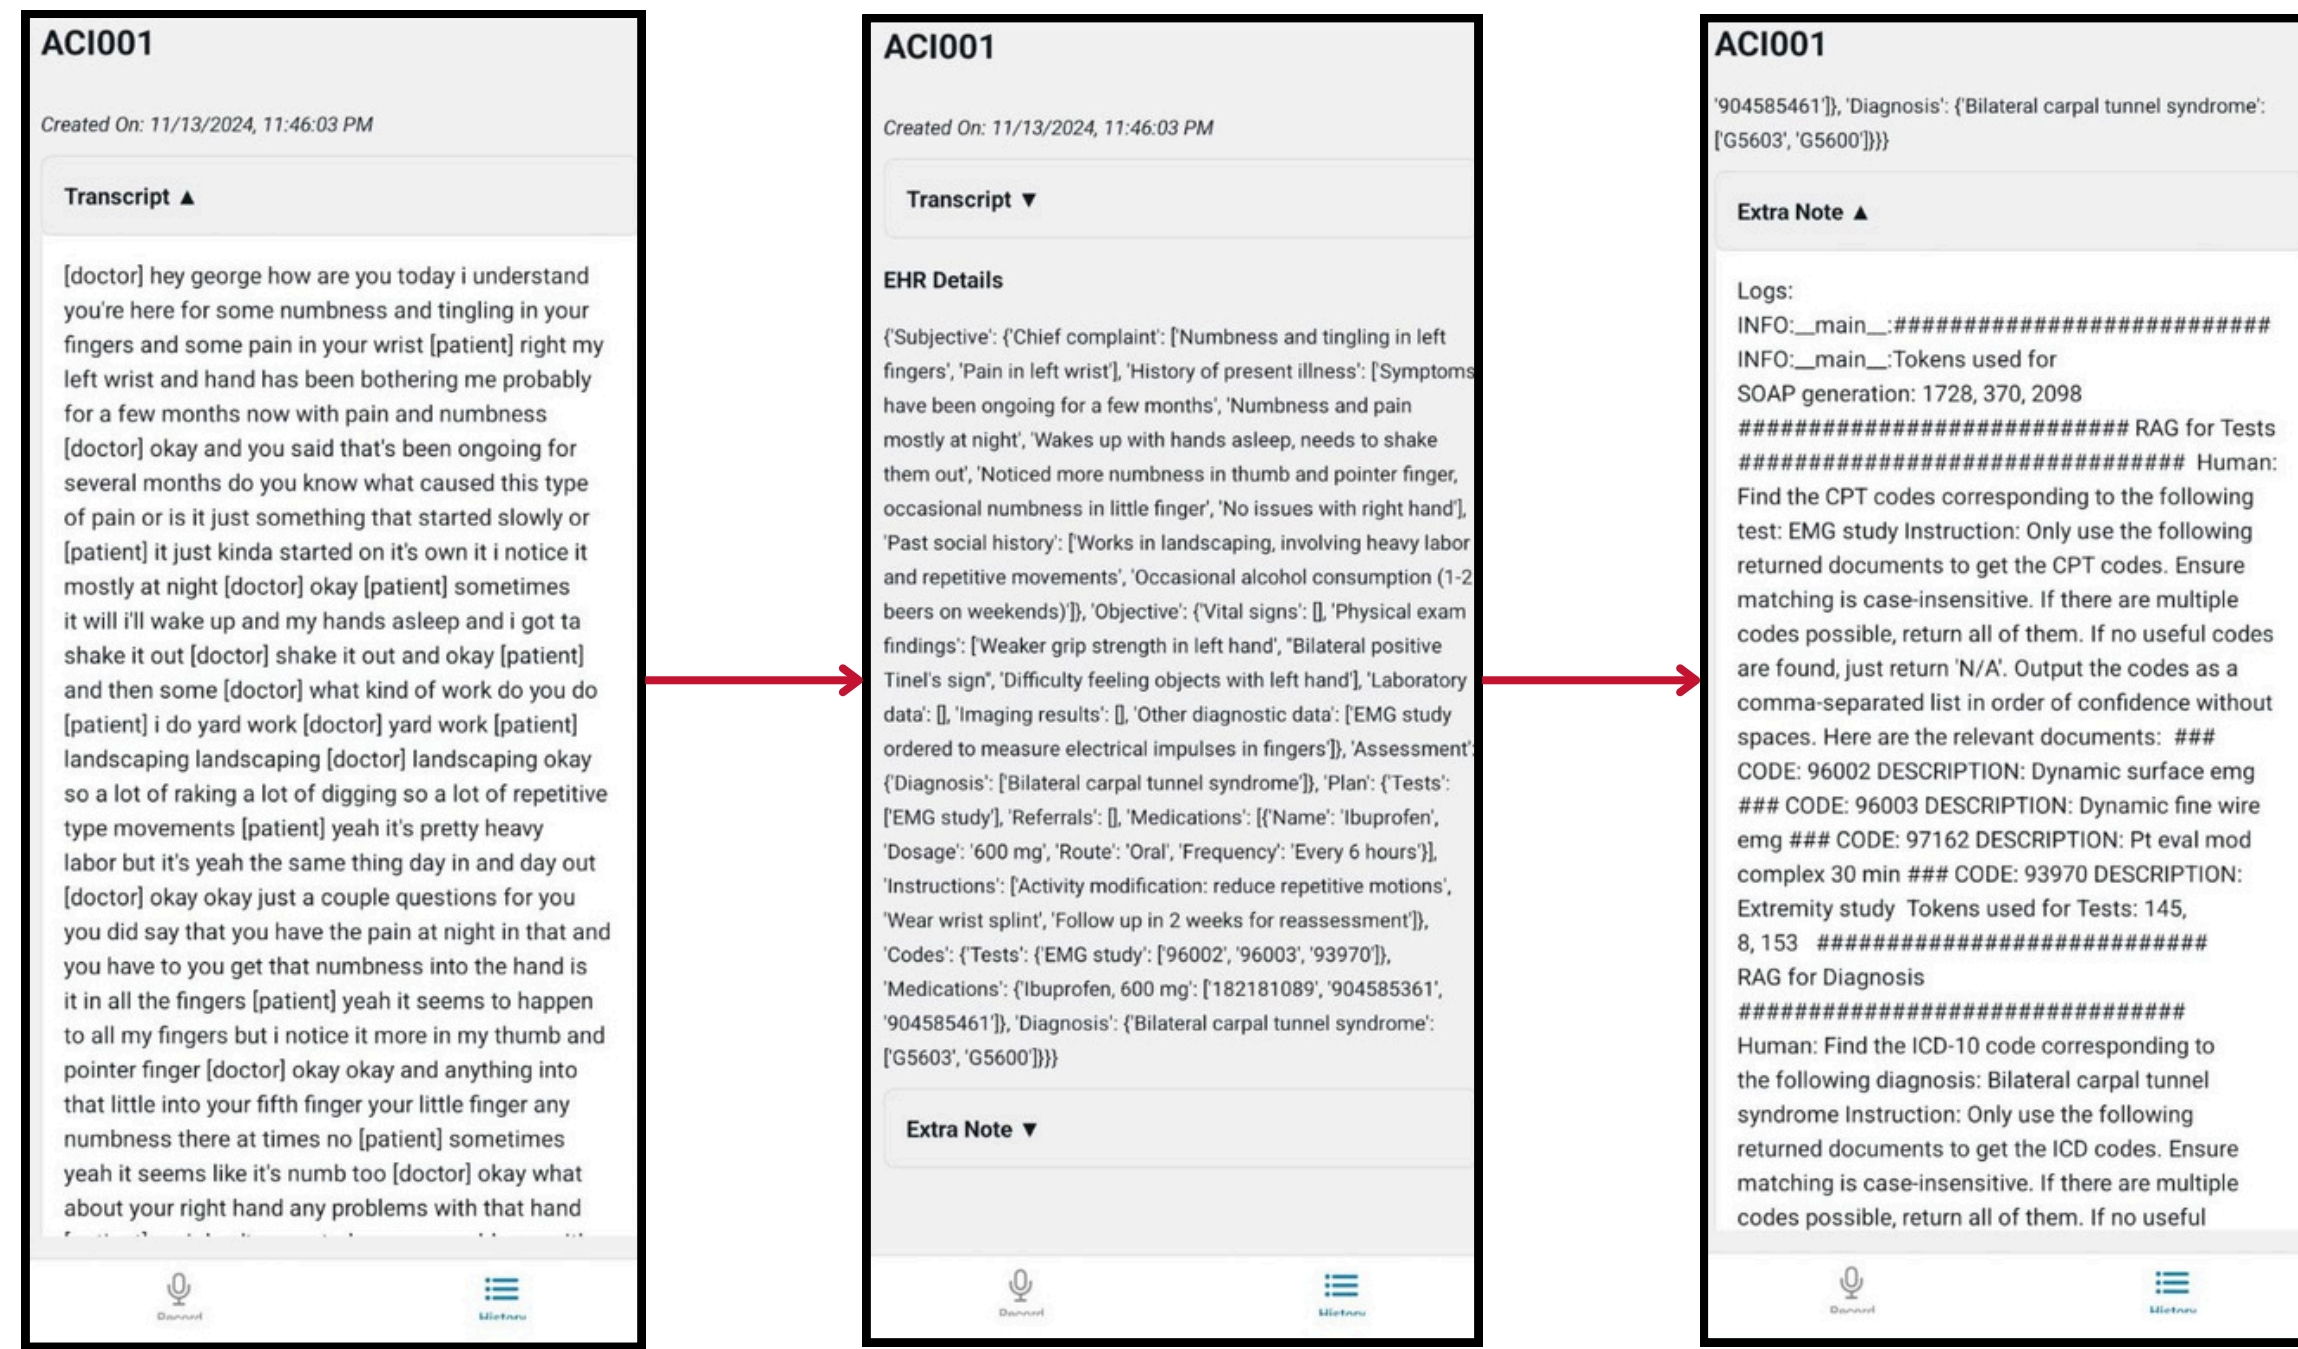 ACI001
Created On: 11/13/2024, 11:46:03 PM
Transcript ▲
[doctor] hey george how are you today i understand
you're here for some numbness and tingling in your
fingers and some pain in your wrist [patient] right my
left wrist and hand has been bothering me probably
for a few months now with pain and numbness
[doctor] okay and you said that's been ongoing for
several months do you know what caused this type
of pain or is it just something that started slowly or
[patient] it just kinda started on it's own it i notice it
mostly at night [doctor] okay [patient] sometimes
it will i'll wake up and my hands asleep and i got ta
shake it out [doctor] shake it out and okay [patient]
and then some [doctor] what kind of work do you do
[patient] i do yard work [doctor] yard work [patient]
landscaping landscaping [doctor] landscaping okay
so a lot of raking a lot of digging so a lot of repetitive
type movements [patient] yeah it's pretty heavy
labor but it's yeah the same thing day in and day out
[doctor] okay okay just a couple questions for you
you did say that you have the pain at night in that and
you have to you get that numbness into the hand is
it in all the fingers [patient] yeah it seems to happen
to all my fingers but i notice it more in my thumb and
pointer finger [doctor] okay okay and anything into
that little into your fifth finger your little finger any
numbness there at times no [patient] sometimes
yeah it seems like it's numb too [doctor] okay what
about your right hand any problems with that hand
Record
History
ACI001
Created On: 11/13/2024, 11:46:03 PM
Transcript ▼
EHR Details
{'Subjective': {'Chief complaint': ['Numbness and tingling in left
fingers', 'Pain in left wrist'], 'History of present illness': ['Symptoms
have been ongoing for a few months', 'Numbness and pain
mostly at night', 'Wakes up with hands asleep, needs to shake
them out', 'Noticed more numbness in thumb and pointer finger,
occasional numbness in little finger', 'No issues with right hand'],
'Past social history': ['Works in landscaping, involving heavy labor
and repetitive movements', 'Occasional alcohol consumption (1-2
beers on weekends)']}, 'Objective': {'Vital signs': [], 'Physical exam
findings': ['Weaker grip strength in left hand', "Bilateral positive
Tinel's sign", 'Difficulty feeling objects with left hand'], 'Laboratory
data': [], 'Imaging results': [], 'Other diagnostic data': ['EMG study
ordered to measure electrical impulses in fingers']}, 'Assessment':
{'Diagnosis': ['Bilateral carpal tunnel syndrome']}, 'Plan': {'Tests':
['EMG study'], 'Referrals': [], 'Medications': [{'Name': 'Ibuprofen',
'Dosage': '600 mg', 'Route': 'Oral', 'Frequency': 'Every 6 hours'}],
'Instructions': ['Activity modification: reduce repetitive motions',
'Wear wrist splint', 'Follow up in 2 weeks for reassessment']},
'Codes': {'Tests': {'EMG study': ['96002', '96003', '93970']},
'Medications': {'Ibuprofen, 600 mg': ['182181089', '904585361',
'904585461']}, 'Diagnosis': {'Bilateral carpal tunnel syndrome':
['G5603', 'G5600']}}}
Extra Note ▼
Record
History
ACI001
'904585461']}, 'Diagnosis': {'Bilateral carpal tunnel syndrome':
['G5603', 'G5600']}}}
Extra Note ▲
Logs:
INFO:__main__:###########################
INFO:__main__:Tokens used for
SOAP generation: 1728, 370, 2098
############################ RAG for Tests
################################ Human:
Find the CPT codes corresponding to the following
test: EMG study Instruction: Only use the following
returned documents to get the CPT codes. Ensure
matching is case-insensitive. If there are multiple
codes possible, return all of them. If no useful codes
are found, just return 'N/A'. Output the codes as a
comma-separated list in order of confidence without
spaces. Here are the relevant documents: ###
CODE: 96002 DESCRIPTION: Dynamic surface emg
### CODE: 96003 DESCRIPTION: Dynamic fine wire
emg ### CODE: 97162 DESCRIPTION: Pt eval mod
complex 30 min ### CODE: 93970 DESCRIPTION:
Extremity study Tokens used for Tests: 145,
8, 153 ############################
RAG for Diagnosis
################################
Human: Find the ICD-10 code corresponding to
the following diagnosis: Bilateral carpal tunnel
syndrome Instruction: Only use the following
returned documents to get the ICD codes. Ensure
matching is case-insensitive. If there are multiple
codes possible, return all of them. If no useful
Record
History